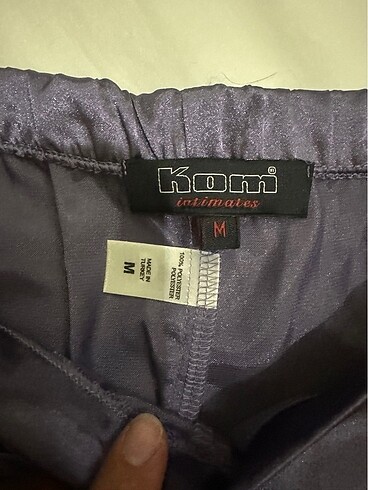 Kom®
intimates
M
100% POLYESTER
POLYESTER
MADE IN
TURKEY
M